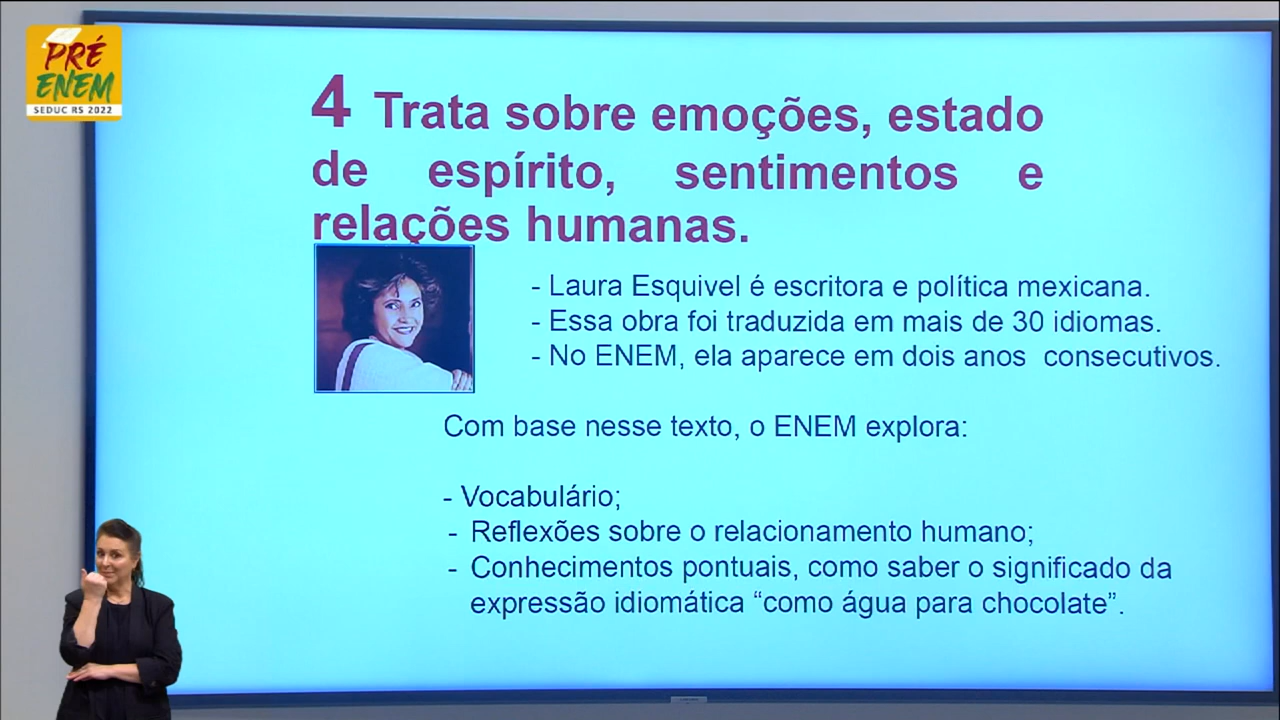 PRÉ
ENEM
SEDUC RS 2022
4 Trata sobre emoções, estado
de espírito, sentimentos e
relações humanas.
- Laura Esquivel é escritora e política mexicana.
- Essa obra foi traduzida em mais de 30 idiomas.
- No ENEM, ela aparece em dois anos consecutivos.
Com base nesse texto, o ENEM explora:
- Vocabulário;
- Reflexões sobre o relacionamento humano;
- Conhecimentos pontuais, como saber o significado da
expressão idiomática “como água para chocolate”.